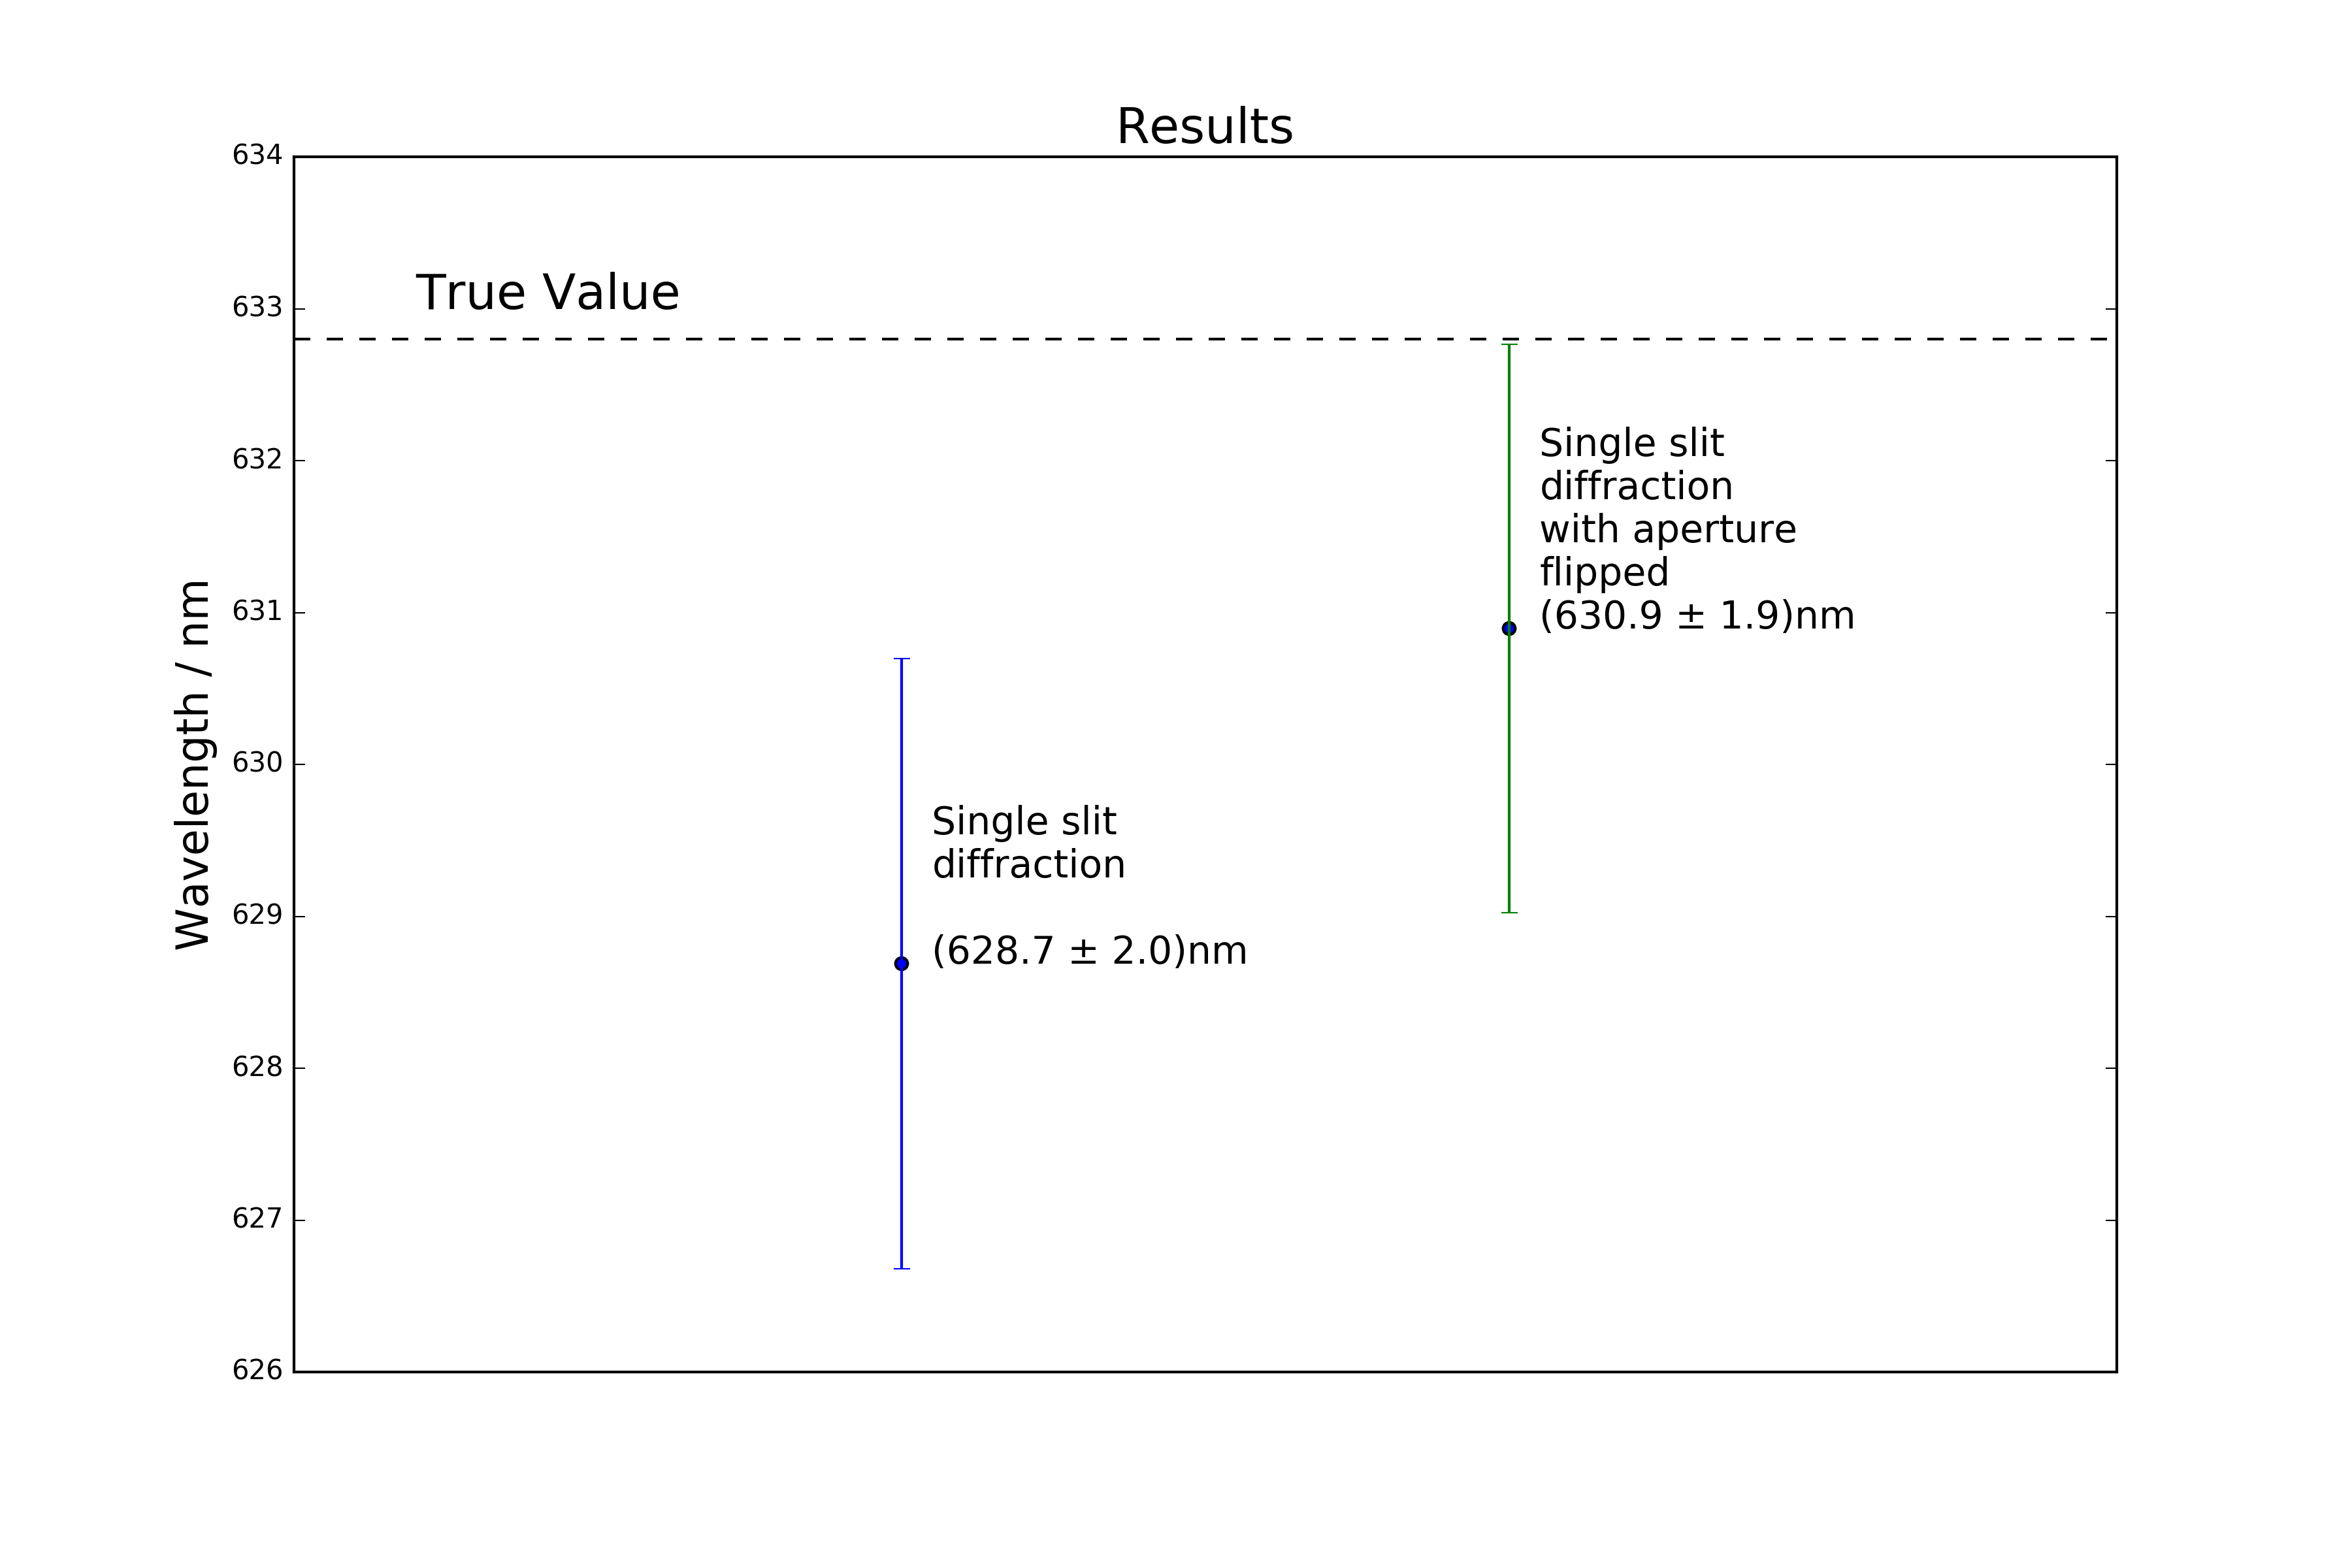 Results
634
633
632
631
630
629
628
627
626
Wavelength / nm
True Value
Single slit
diffraction
with aperture
flipped
(630.9 ± 1.9)nm
Single slit
diffraction
(628.7 ± 2.0)nm